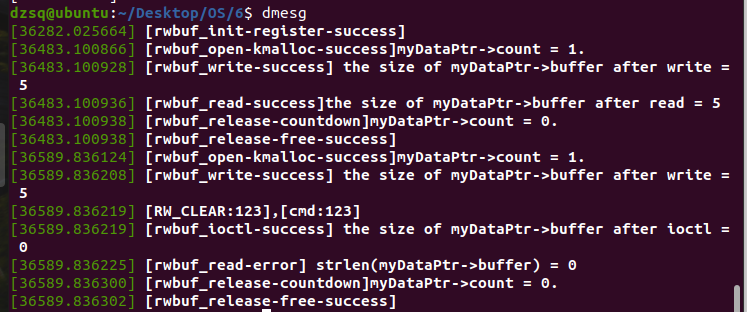 dzsq@ubuntu:~/Desktop/OS/6$ dmesg
[36282.025664] [rwbuf_init-register-success]
[36483.100866] [rwbuf_open-kmalloc-success]myDataPtr->count = 1.
[36483.100928] [rwbuf_write-success] the size of myDataPtr->buffer after write =
5
[36483.100936] [rwbuf_read-success]the size of myDataPtr->buffer after read = 5
[36483.100938] [rwbuf_release-countdown]myDataPtr->count = 0.
[36483.100938] [rwbuf_release-free-success]
[36589.836124] [rwbuf_open-kmalloc-success]myDataPtr->count = 1.
[36589.836208] [rwbuf_write-success] the size of myDataPtr->buffer after write =
5
[36589.836219] [RW_CLEAR:123],[cmd:123]
[36589.836219] [rwbuf_ioctl-success] the size of myDataPtr->buffer after ioctl =
0
[36589.836225] [rwbuf_read-error] strlen(myDataPtr->buffer) = 0
[36589.836300] [rwbuf_release-countdown]myDataPtr->count = 0.
[36589.836302] [rwbuf_release-free-success]